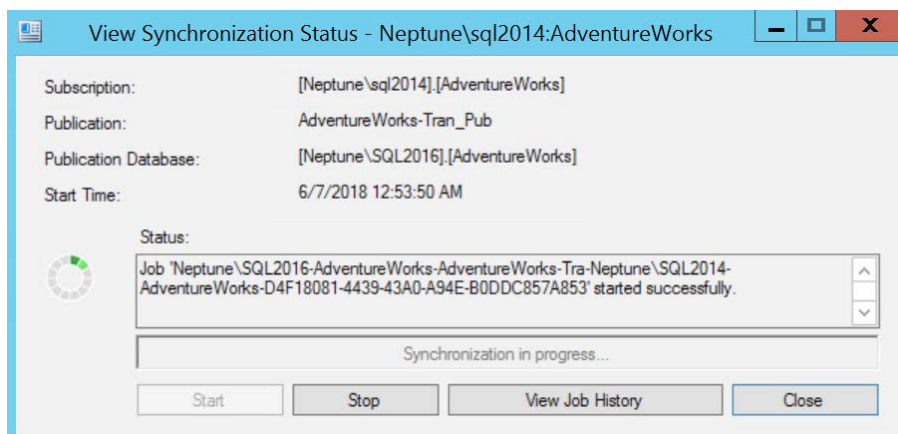 View Synchronization Status - Neptune\sql2014:AdventureWorks
Subscription: [Neptune\sql2014].[AdventureWorks]
Publication: AdventureWorks-Tran_Pub
Publication Database: [Neptune\SQL2016].[AdventureWorks]
Start Time: 6/7/2018 12:53:50 AM
Status:
Job 'Neptune\SQL2016-AdventureWorks-AdventureWorks-Tra-Neptune\SQL2014-
AdventureWorks-D4F18081-4439-43A0-A94E-B0DDC857A853' started successfully.
Synchronization in progress...
Start Stop View Job History Close